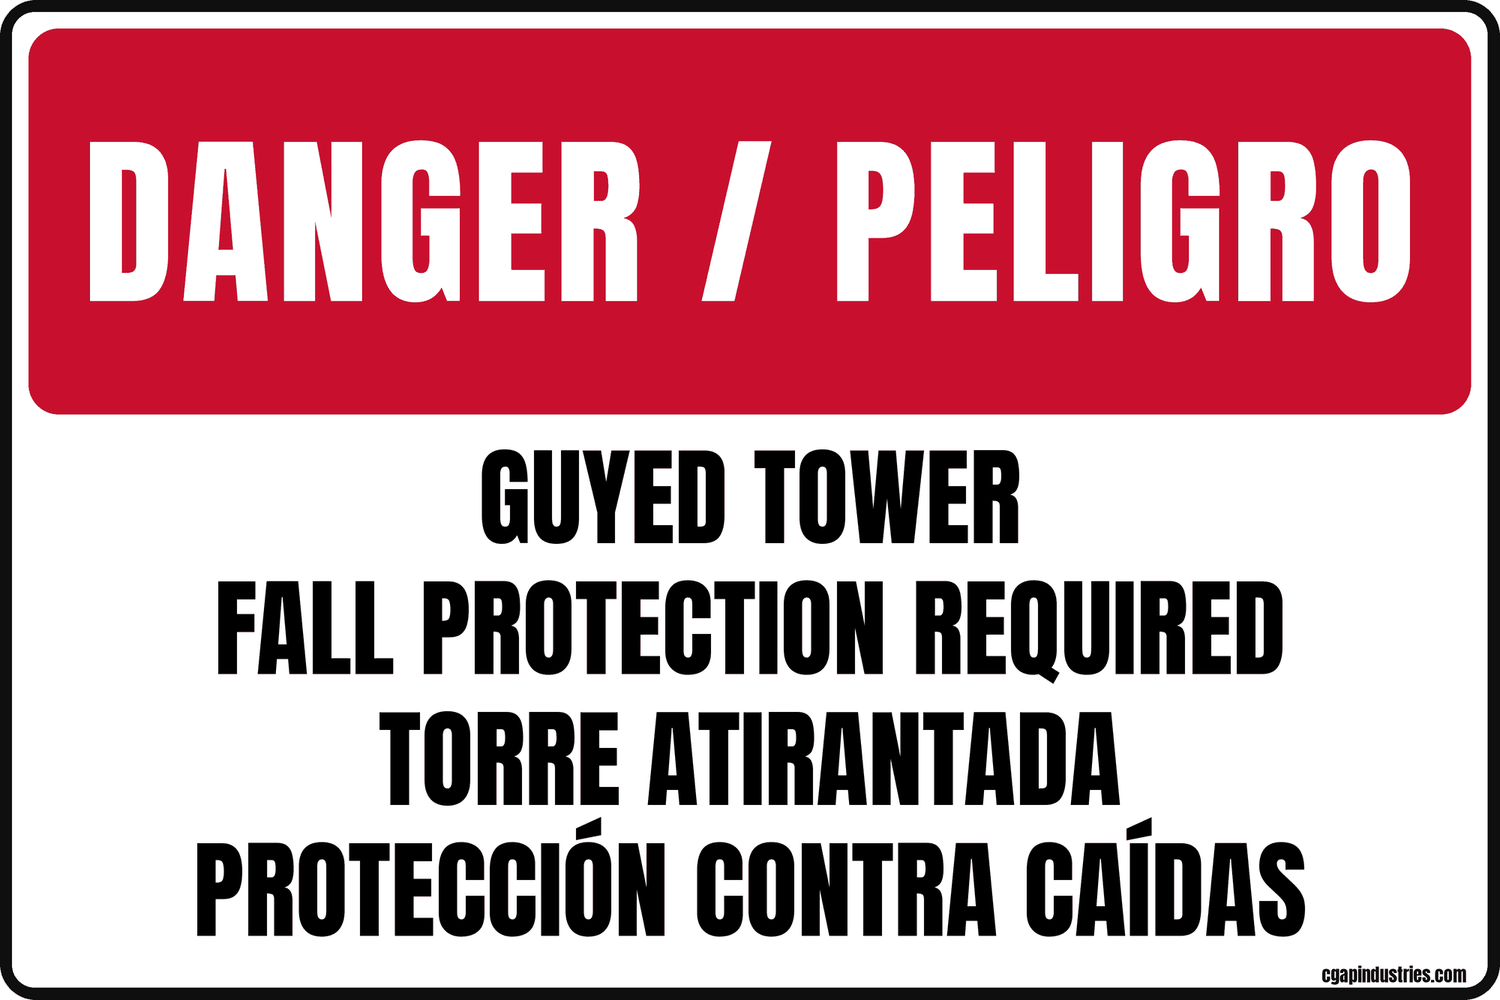 DANGER / PELIGRO
GUYED TOWER
FALL PROTECTION REQUIRED
TORRE ATIRANTADA
PROTECCIÓN CONTRA CAÍDAS
cgapindustries.com